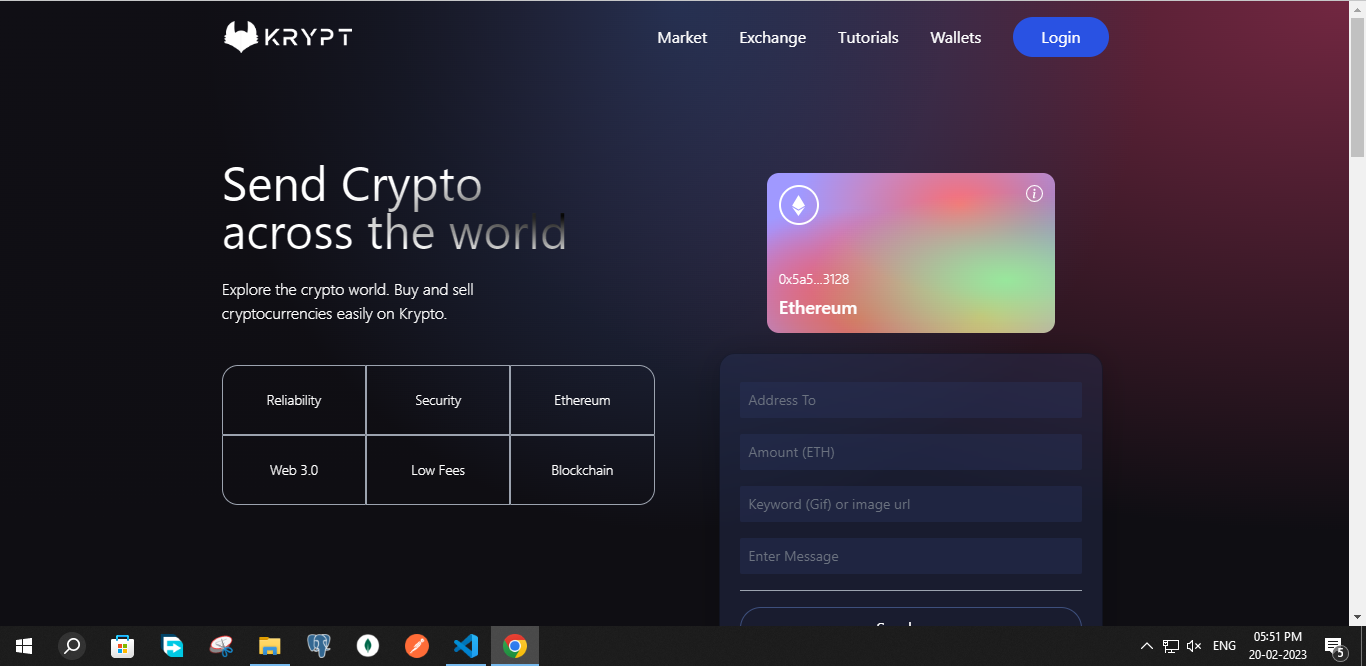 KRYPT
Market
Exchange
Tutorials
Wallets
Login
Send Crypto
across the world
Explore the crypto world. Buy and sell
cryptocurrencies easily on Krypto.
Reliability
Security
Ethereum
Web 3.0
Low Fees
Blockchain
0x5a5...3128
Ethereum
Address To
Amount (ETH)
Keyword (Gif) or image url
Enter Message
ENG
05:51 PM
20-02-2023
5